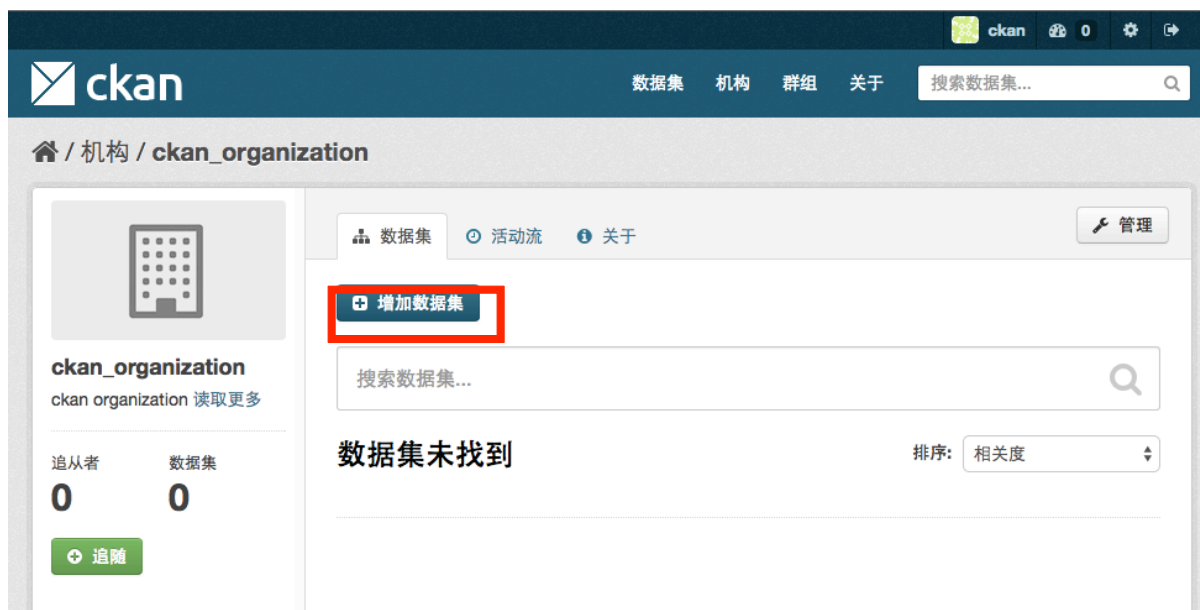 ckan 0
ckan 数据集 机构 群组 关于 搜索数据集...
/ 机构 / ckan_organization
数据集 活动流 关于 管理
增加数据集
ckan_organization
ckan organization 读取更多
搜索数据集...
数据集未找到 排序: 相关度
追从者 数据集
0 0
追随